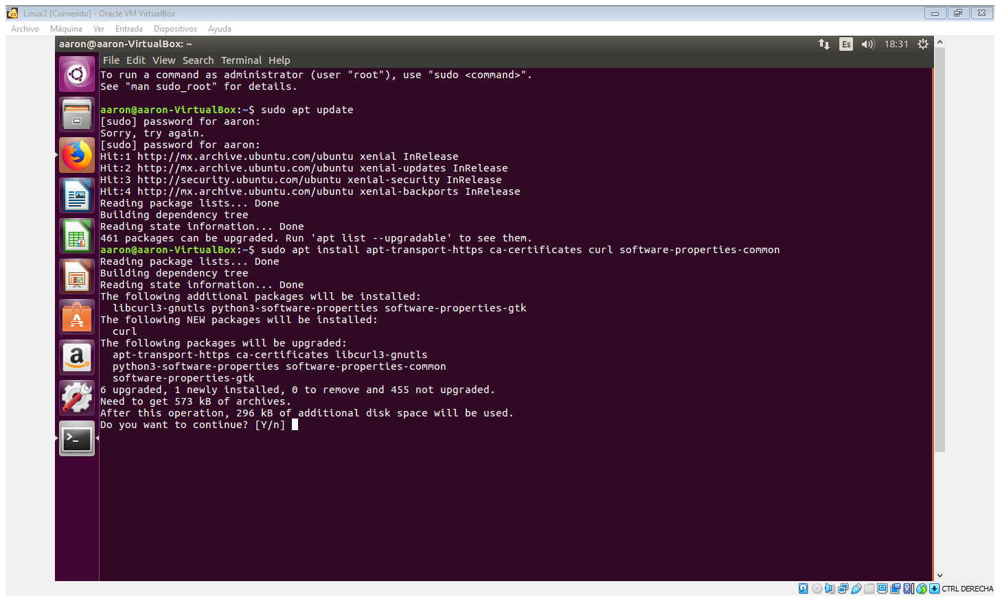 Linux2 [Corriendo] - Oracle VM VirtualBox
Archivo Máquina Ver Entrada Dispositivos Ayuda
aaron@aaron-VirtualBox: ~ Es 18:31
File Edit View Search Terminal Help
To run a command as administrator (user "root"), use "sudo <command>".
See "man sudo_root" for details.
aaron@aaron-VirtualBox:~$ sudo apt update
[sudo] password for aaron:
Sorry, try again.
[sudo] password for aaron:
Hit:1 http://mx.archive.ubuntu.com/ubuntu xenial InRelease
Hit:2 http://mx.archive.ubuntu.com/ubuntu xenial-updates InRelease
Hit:3 http://security.ubuntu.com/ubuntu xenial-security InRelease
Hit:4 http://mx.archive.ubuntu.com/ubuntu xenial-backports InRelease
Reading package lists... Done
Building dependency tree
Reading state information... Done
461 packages can be upgraded. Run 'apt list --upgradable' to see them.
aaron@aaron-VirtualBox:~$ sudo apt install apt-transport-https ca-certificates curl software-properties-common
Reading package lists... Done
Building dependency tree
Reading state information... Done
The following additional packages will be installed:
  libcurl3-gnutls python3-software-properties software-properties-gtk
The following NEW packages will be installed:
  curl
The following packages will be upgraded:
  apt-transport-https ca-certificates libcurl3-gnutls
  python3-software-properties software-properties-common
  software-properties-gtk
6 upgraded, 1 newly installed, 0 to remove and 455 not upgraded.
Need to get 573 kB of archives.
After this operation, 296 kB of additional disk space will be used.
Do you want to continue? [Y/n]
CTRL DERECHA